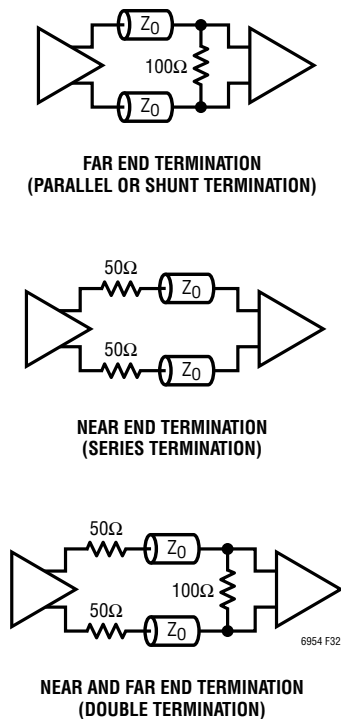 Z0
100Ω
Z0
FAR END TERMINATION
(PARALLEL OR SHUNT TERMINATION)
50Ω
Z0
50Ω
Z0
NEAR END TERMINATION
(SERIES TERMINATION)
50Ω
Z0
100Ω
50Ω
Z0
6954 F32
NEAR AND FAR END TERMINATION
(DOUBLE TERMINATION)